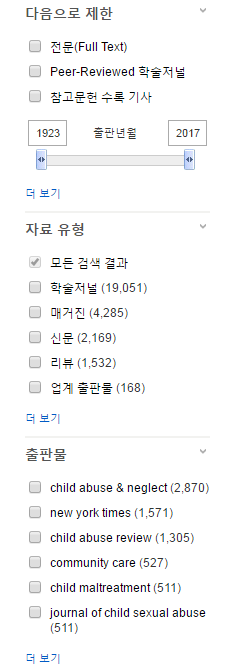 다음으로 제한
전문(Full Text)
Peer-Reviewed 학술저널
참고문헌 수록 기사
1923 출판년월 2017
더 보기
자료 유형
모든 검색 결과
학술저널 (19,051)
매거진 (4,285)
신문 (2,169)
리뷰 (1,532)
업계 출판물 (168)
더 보기
출판물
child abuse & neglect (2,870)
new york times (1,571)
child abuse review (1,305)
community care (527)
child maltreatment (511)
journal of child sexual abuse
(511)
더 보기